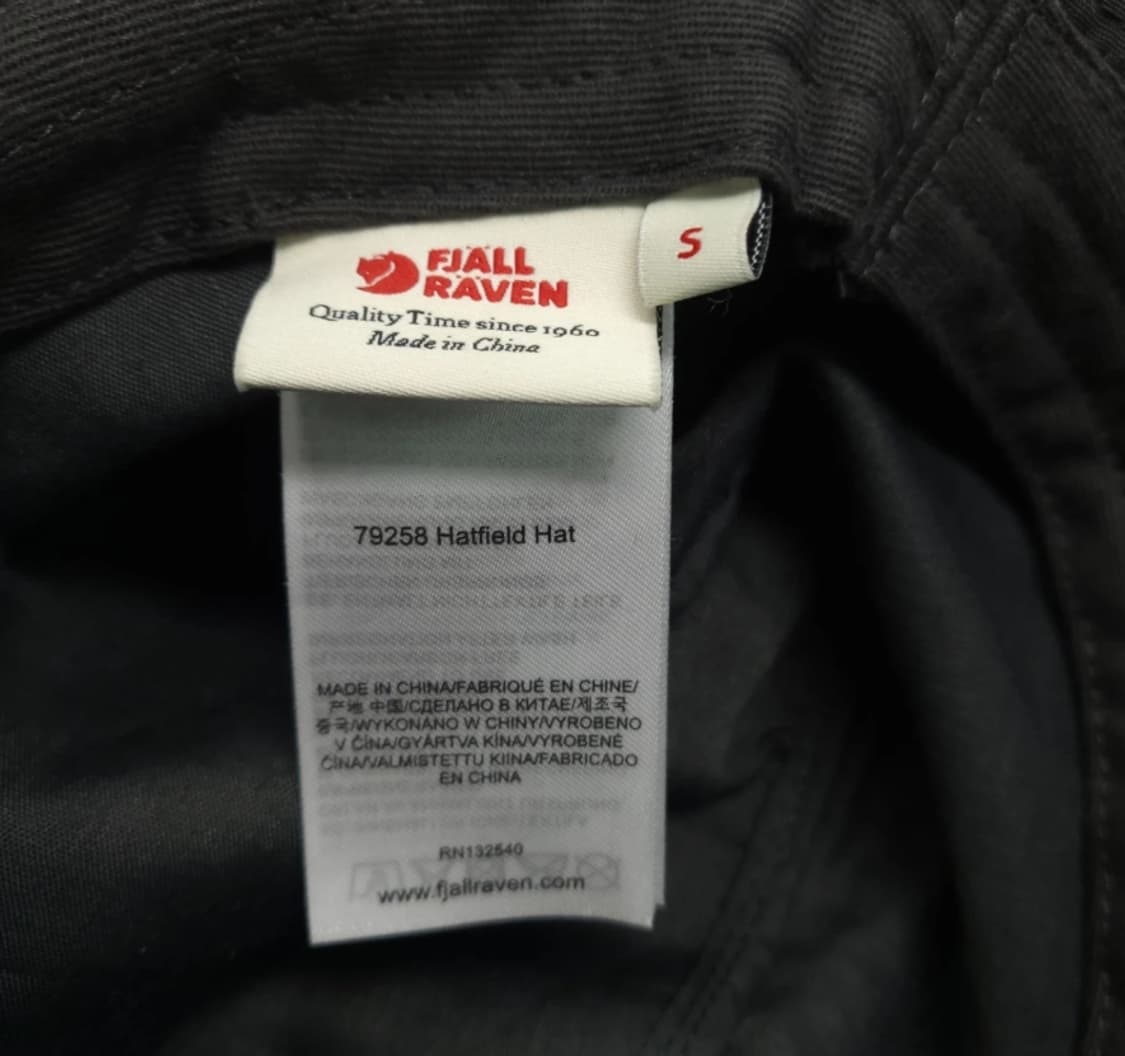 FJÄLL
RÄVEN
Quality Time since 1960
Made in China
S
79258 Hatfield Hat
MADE IN CHINA/FABRIQUÉ EN CHINE/
产地 中国/СДЕЛАНО В КИТАЕ/제조국
중국/WYKONANO W CHINY/VYROBENO
V ČÍNA/GYÁRTVA KÍNA/VYROBENÉ
ČÍNA/VALMISTETTU KIINA/FABRICADO
EN CHINA
RN132540
www.fjallraven.com